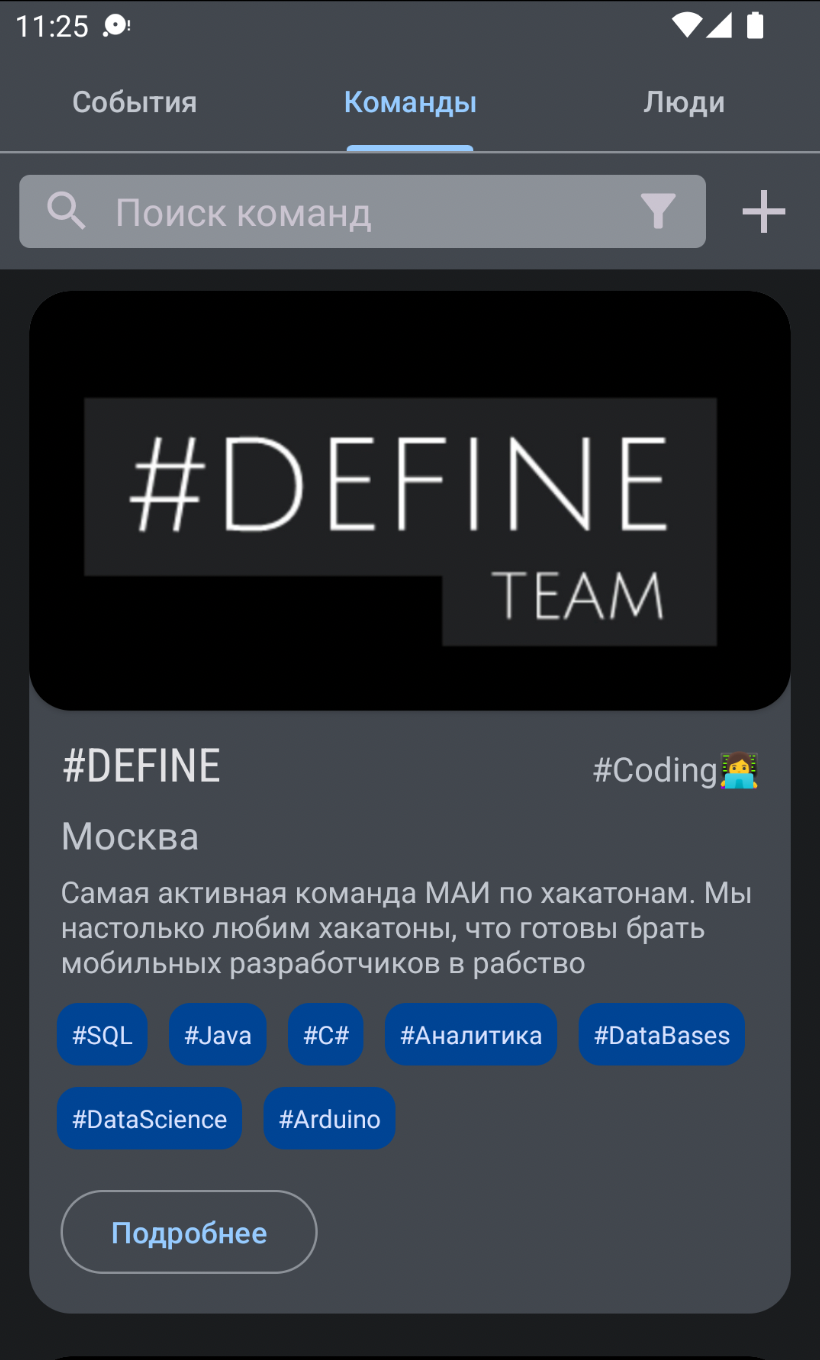 11:25
События Команды Люди
Поиск команд
#DEFINE
TEAM
#DEFINE #Coding👩‍💻
Москва
Самая активная команда МАИ по хакатонам. Мы
настолько любим хакатоны, что готовы брать
мобильных разработчиков в рабство
#SQL #Java #C# #Аналитика #DataBases
#DataScience #Arduino
Подробнее